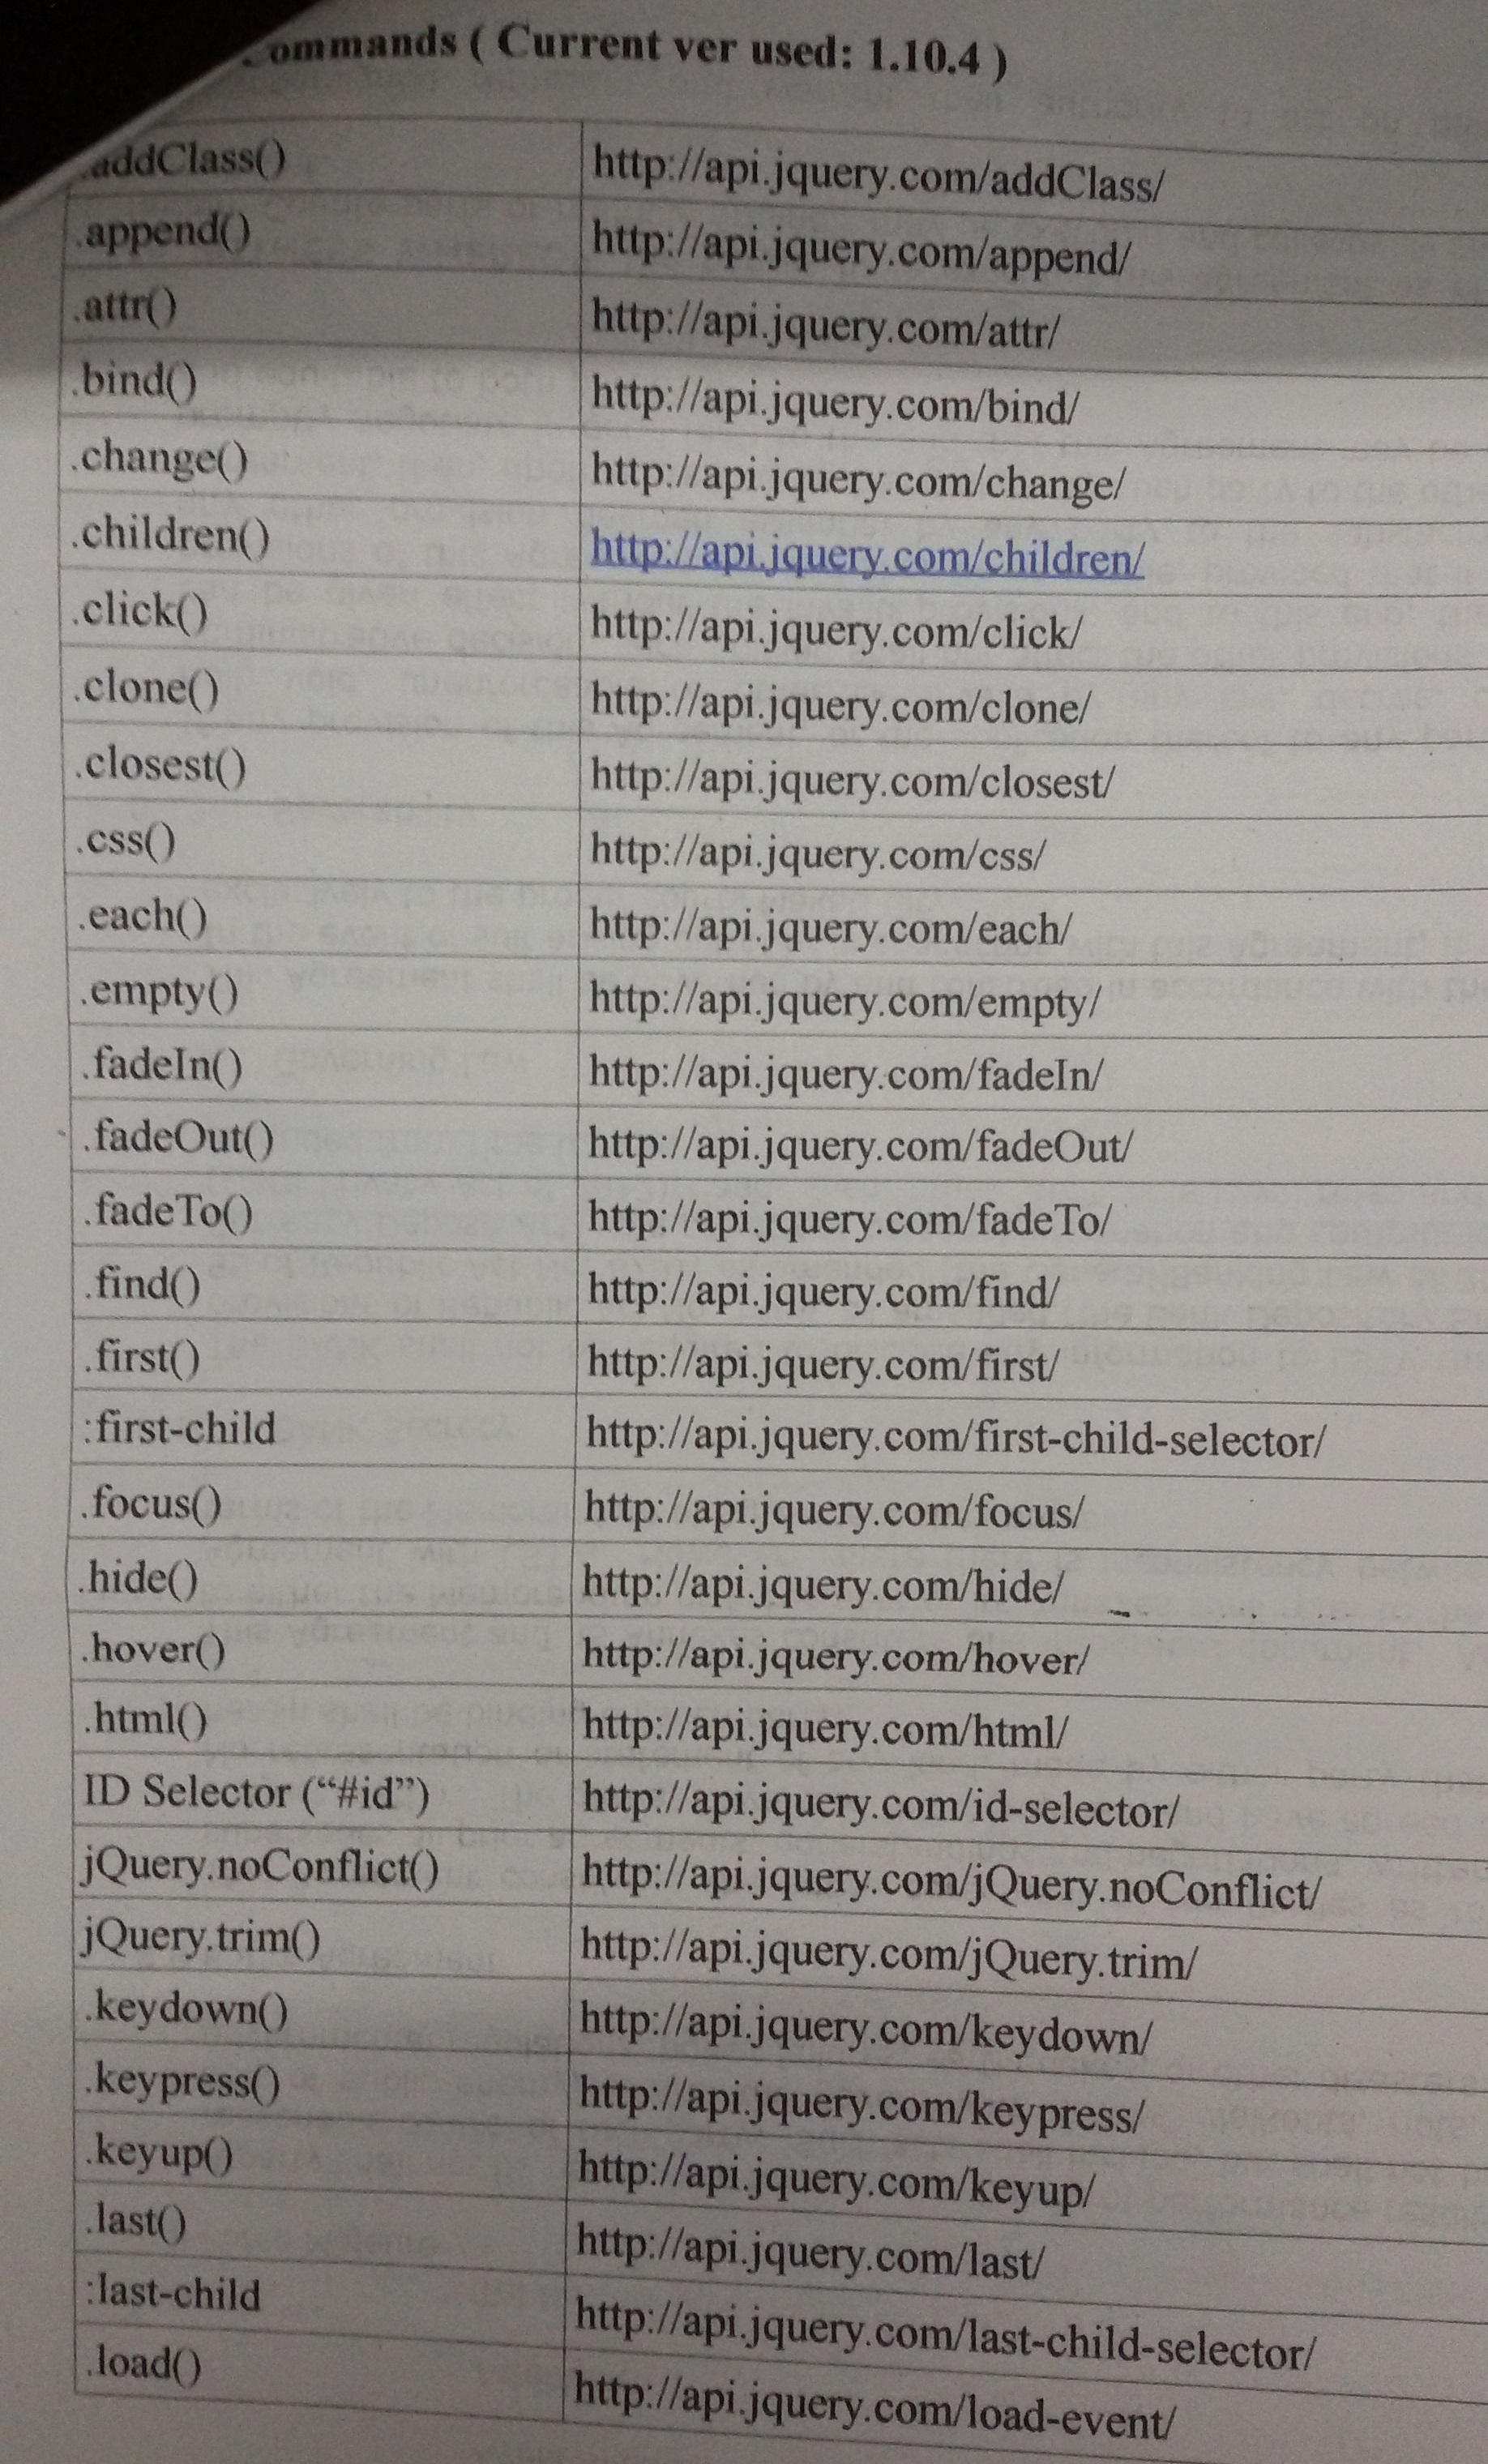 ommands ( Current ver used: 1.10.4 )
.addClass() http://api.jquery.com/addClass/
.append() http://api.jquery.com/append/
.attr() http://api.jquery.com/attr/
.bind() http://api.jquery.com/bind/
.change() http://api.jquery.com/change/
.children() http://api.jquery.com/children/
.click() http://api.jquery.com/click/
.clone() http://api.jquery.com/clone/
.closest() http://api.jquery.com/closest/
.css() http://api.jquery.com/css/
.each() http://api.jquery.com/each/
.empty() http://api.jquery.com/empty/
.fadeIn() http://api.jquery.com/fadeIn/
.fadeOut() http://api.jquery.com/fadeOut/
.fadeTo() http://api.jquery.com/fadeTo/
.find() http://api.jquery.com/find/
.first() http://api.jquery.com/first/
:first-child http://api.jquery.com/first-child-selector/
.focus() http://api.jquery.com/focus/
.hide() http://api.jquery.com/hide/
.hover() http://api.jquery.com/hover/
.html() http://api.jquery.com/html/
ID Selector (“#id”) http://api.jquery.com/id-selector/
jQuery.noConflict() http://api.jquery.com/jQuery.noConflict/
jQuery.trim() http://api.jquery.com/jQuery.trim/
.keydown() http://api.jquery.com/keydown/
.keypress() http://api.jquery.com/keypress/
.keyup() http://api.jquery.com/keyup/
.last() http://api.jquery.com/last/
:last-child http://api.jquery.com/last-child-selector/
.load() http://api.jquery.com/load-event/